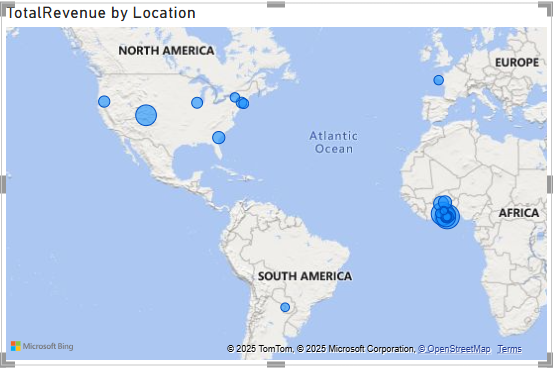 TotalRevenue by Location
NORTH AMERICA
EUROPE
Atlantic
Ocean
AFRICA
SOUTH AMERICA
Microsoft Bing
© 2025 TomTom, © 2025 Microsoft Corporation, © OpenStreetMap Terms